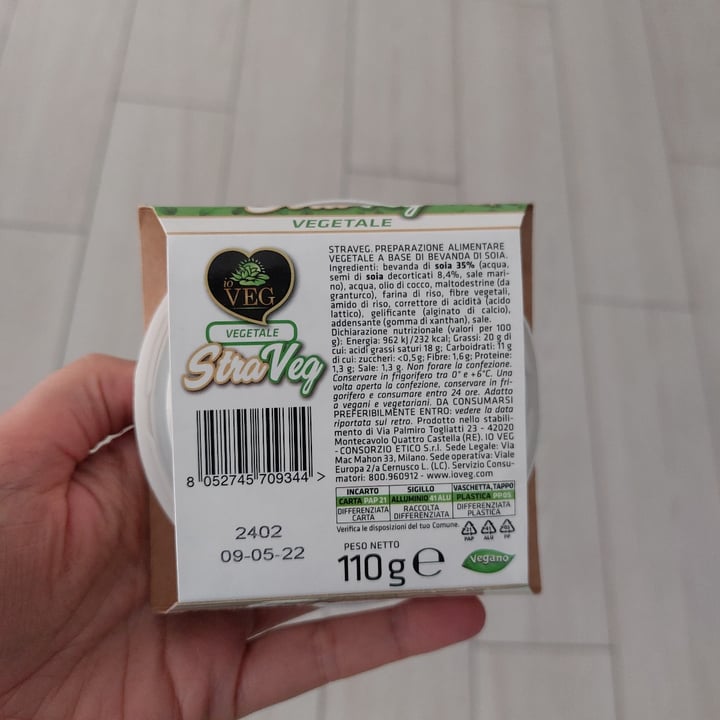 VEGETALE
io
VEG
VEGETALE
StraVeg
8 052745 709344 >
2402
09-05-22
STRAVEG. PREPARAZIONE ALIMENTARE
VEGETALE A BASE DI BEVANDA DI SOIA.
Ingredienti: bevanda di soia 35% (acqua,
semi di soia decorticati 8,4%, sale mari-
no), acqua, olio di cocco, maltodestrine (da
granturco), farina di riso, fibre vegetali,
amido di riso, correttore di acidità (acido
lattico), gelificante (alginato di calcio),
addensante (gomma di xanthan), sale.
Dichiarazione nutrizionale (valori per 100
g): Energia: 962 kJ/232 kcal; Grassi: 20 g di
cui: acidi grassi saturi 18 g; Carboidrati: 11 g
di cui: zuccheri: <0,5g; Fibre: 1,6g; Proteine:
1,3 g; Sale: 1,3 g. Non forare la confezione.
Conservare in frigorifero tra 0° e +6°C. Una
volta aperta la confezione, conservare in fri-
gorifero e consumare entro 24 ore. Adatto
a vegani e vegetariani. DA CONSUMARSI
PREFERIBILMENTE ENTRO: vedere la data
riportata sul retro. Prodotto nello stabili-
mento di Via Palmiro Togliatti 23 - 42020
Montecavolo Quattro Castella (RE). IO VEG
- CONSORZIO ETICO S.r.l. Sede Legale: Via
Mac Mahon 33, Milano. Sede operativa: Viale
Europa 2/a Cernusco L. (LC). Servizio Consu-
matori: 800.960912 - www.ioveg.com
INCARTO SIGILLO VASCHETTA, TAPPO
CARTA PAP 21 ALLUMINIO 41 ALU PLASTICA PP 05
DIFFERENZIATA RACCOLTA DIFFERENZIATA
CARTA DIFFERENZIATA PLASTICA
Verifica le disposizioni del tuo Comune.
PAP ALU PP
PESO NETTO
110 g e
vegano